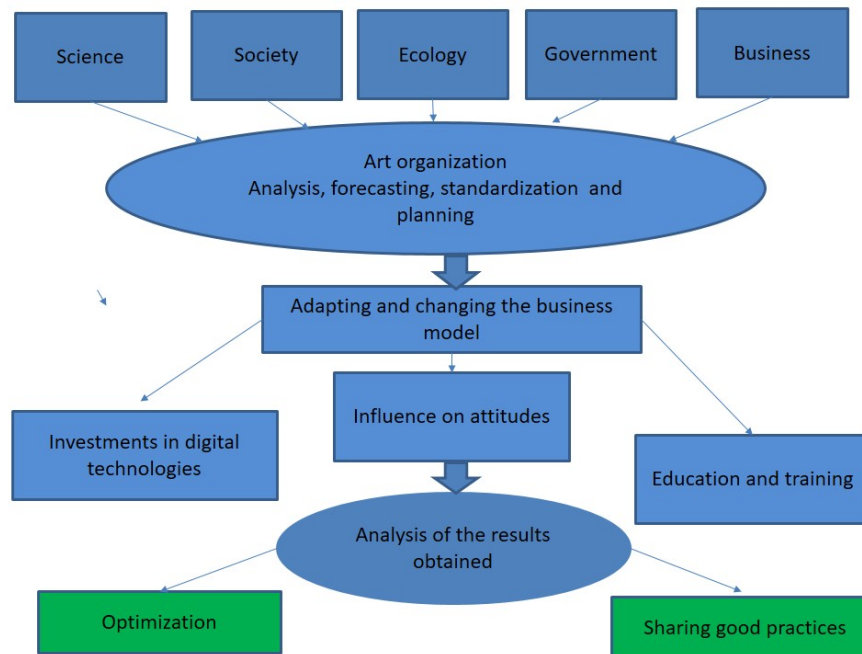 Science
Society
Ecology
Government
Business
Art organization
Analysis, forecasting, standardization and
planning
Adapting and changing the business
model
Investments in digital
technologies
Influence on attitudes
Education and training
Analysis of the results
obtained
Optimization
Sharing good practices